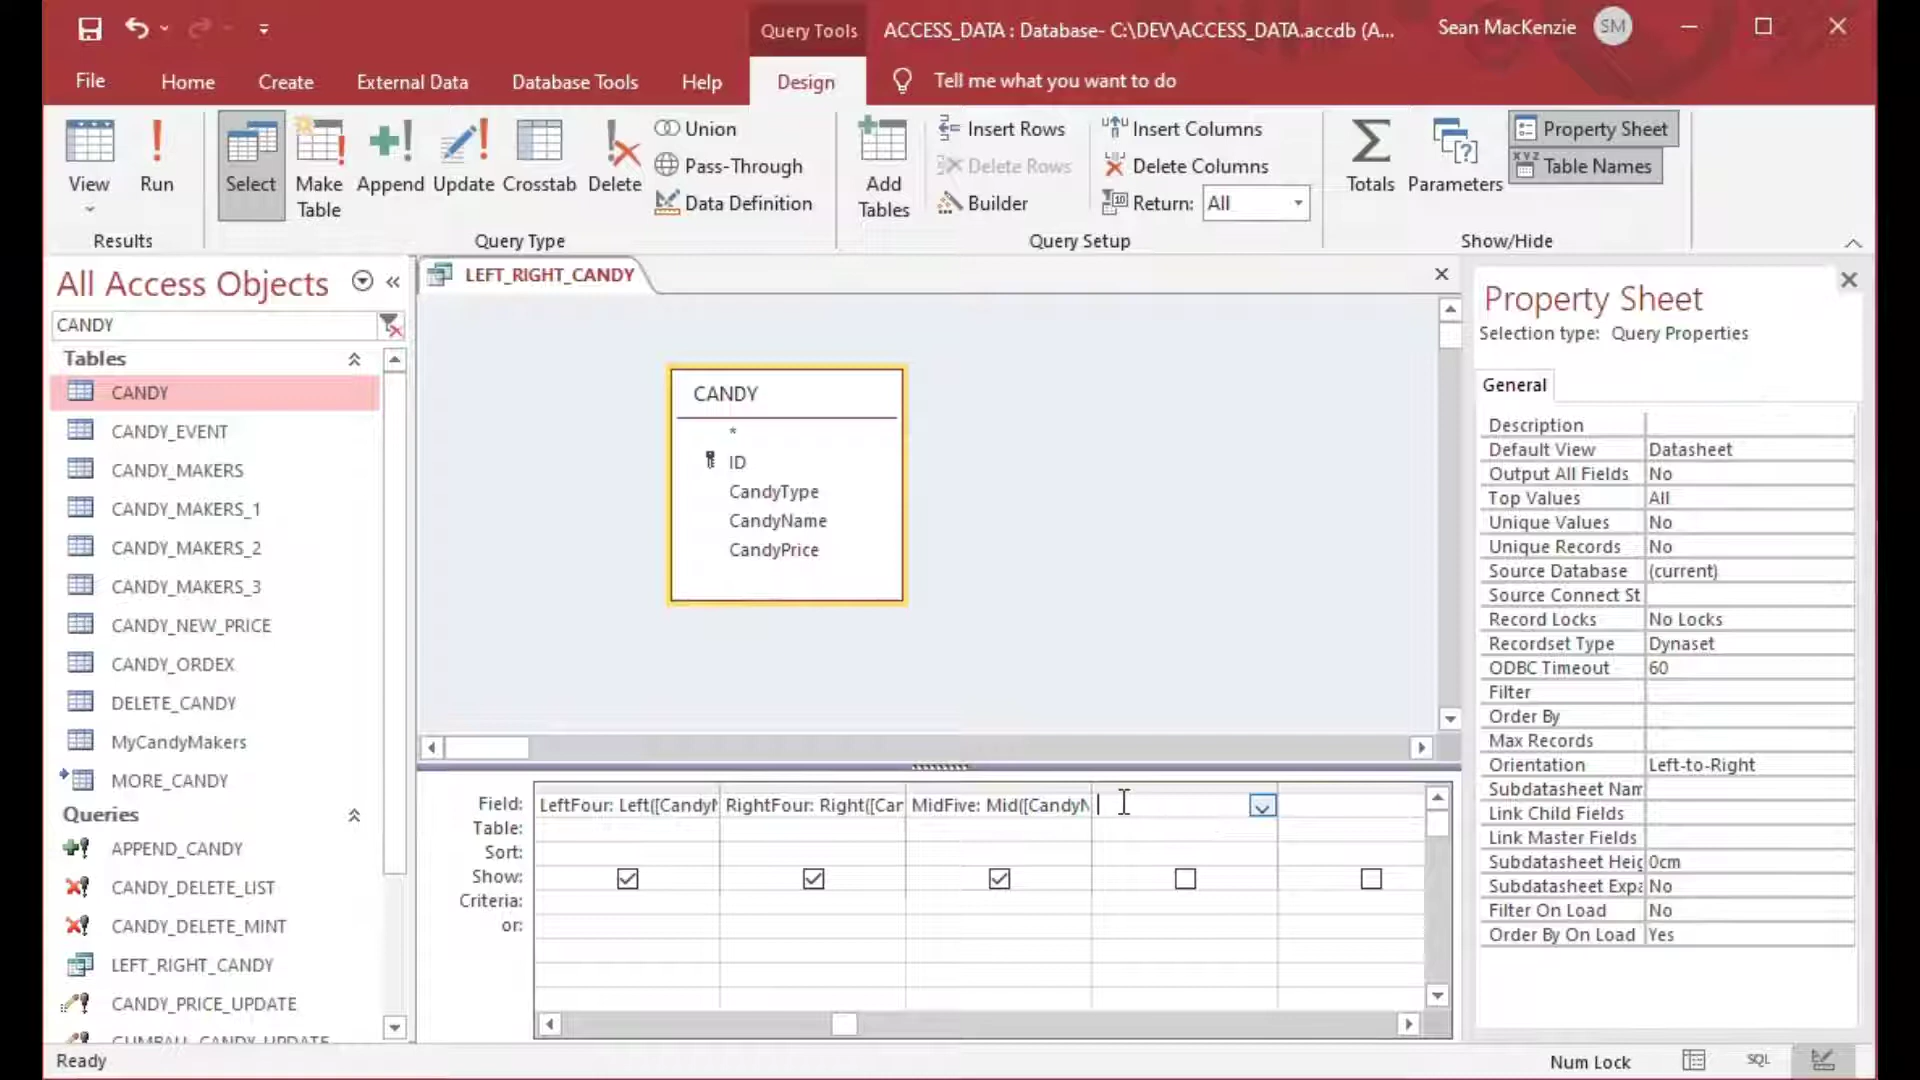 Query Tools
ACCESS_DATA : Database- C:\DEV\ACCESS_DATA.accdb (A...
Sean MacKenzie
SM
File
Home
Create
External Data
Database Tools
Help
Design
Tell me what you want to do
View
Run
Select
Make Table
Append
Update
Crosstab
Delete
Union
Pass-Through
Data Definition
Add Tables
Insert Rows
Delete Rows
Builder
Insert Columns
Delete Columns
Return: All
Totals
Parameters
Property Sheet
Table Names
Results
Query Type
Query Setup
Show/Hide
All Access Objects
CANDY
Tables
CANDY
CANDY_EVENT
CANDY_MAKERS
CANDY_MAKERS_1
CANDY_MAKERS_2
CANDY_MAKERS_3
CANDY_NEW_PRICE
CANDY_ORDEX
DELETE_CANDY
MyCandyMakers
MORE_CANDY
Queries
APPEND_CANDY
CANDY_DELETE_LIST
CANDY_DELETE_MINT
LEFT_RIGHT_CANDY
CANDY_PRICE_UPDATE
GUMBALL_CANDY_UPDATE
LEFT_RIGHT_CANDY
CANDY
*
ID
CandyType
CandyName
CandyPrice
Field: LeftFour: Left([CandyN RightFour: Right([Car MidFive: Mid([CandyN
Table:
Sort:
Show:
Criteria:
or:
Property Sheet
Selection type: Query Properties
General
Description
Default View Datasheet
Output All Fields No
Top Values All
Unique Values No
Unique Records No
Source Database (current)
Source Connect St
Record Locks No Locks
Recordset Type Dynaset
ODBC Timeout 60
Filter
Order By
Max Records
Orientation Left-to-Right
Subdatasheet Nam
Link Child Fields
Link Master Fields
Subdatasheet Heig 0cm
Subdatasheet Expa No
Filter On Load No
Order By On Load Yes
Ready
Num Lock
SQL